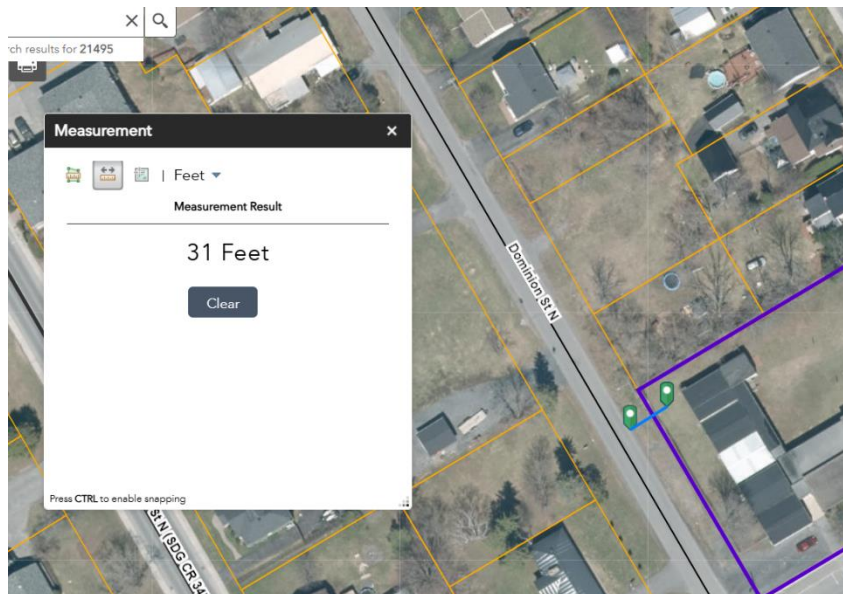 rch results for 21495
Measurement
| Feet
Measurement Result
31 Feet
Clear
Press CTRL to enable snapping
Dominion St N
St N (SDG CR 34